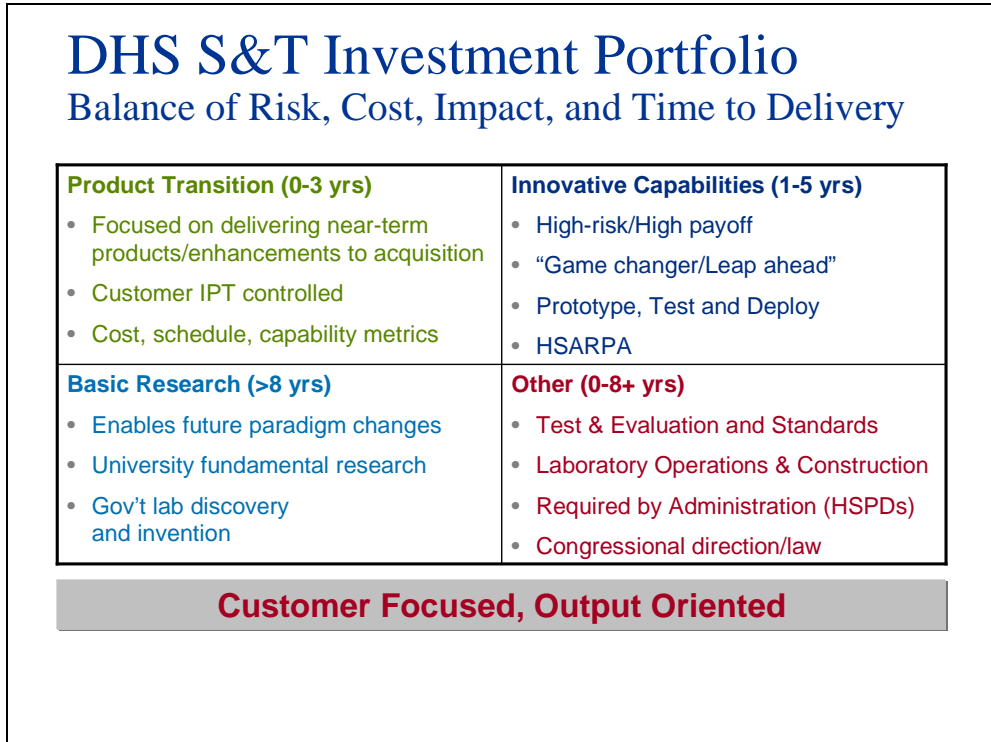 DHS S&T Investment Portfolio
Balance of Risk, Cost, Impact, and Time to Delivery
Product Transition (0-3 yrs)
• Focused on delivering near-term
products/enhancements to acquisition
• Customer IPT controlled
• Cost, schedule, capability metrics
Innovative Capabilities (1-5 yrs)
• High-risk/High payoff
• “Game changer/Leap ahead”
• Prototype, Test and Deploy
• HSARPA
Basic Research (>8 yrs)
• Enables future paradigm changes
• University fundamental research
• Gov’t lab discovery
and invention
Other (0-8+ yrs)
• Test & Evaluation and Standards
• Laboratory Operations & Construction
• Required by Administration (HSPDs)
• Congressional direction/law
Customer Focused, Output Oriented